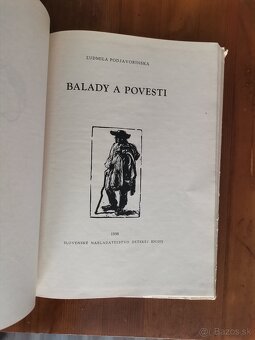 ĽUDMILA PODJAVORINSKÁ
BALADY A POVESTI
SLOVENSKÉ NAKLADATEĽSTVO DETSKEJ KNIHY
bazos.sk